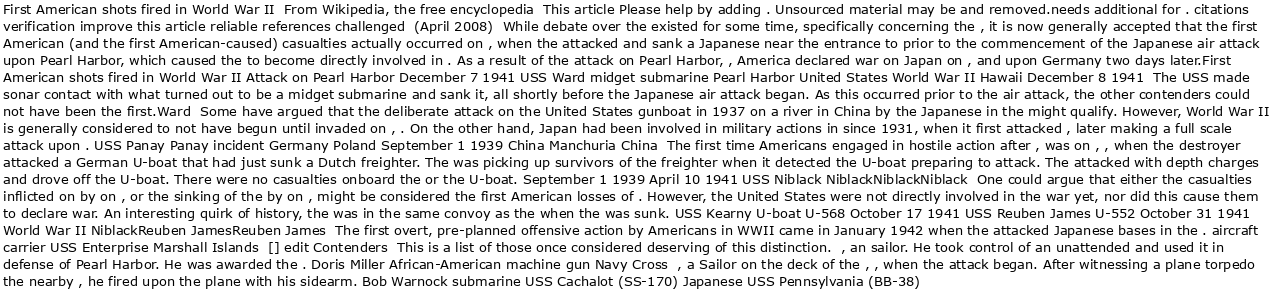 First American shots fired in World War II  From Wikipedia, the free encyclopedia  This article Please help by adding . Unsourced material may be and removed.needs additional for . citations
verification improve this article reliable references challenged  (April 2008)  While debate over the existed for some time, specifically concerning the , it is now generally accepted that the first
American (and the first American-caused) casualties actually occurred on , when the attacked and sank a Japanese near the entrance to prior to the commencement of the Japanese air attack
upon Pearl Harbor, which caused the to become directly involved in . As a result of the attack on Pearl Harbor, , America declared war on Japan on , and upon Germany two days later.First
American shots fired in World War II Attack on Pearl Harbor December 7 1941 USS Ward midget submarine Pearl Harbor United States World War II Hawaii December 8 1941  The USS made
sonar contact with what turned out to be a midget submarine and sank it, all shortly before the Japanese air attack began. As this occurred prior to the air attack, the other contenders could
not have been the first.Ward  Some have argued that the deliberate attack on the United States gunboat in 1937 on a river in China by the Japanese in the might qualify. However, World War II
is generally considered to not have begun until invaded on , . On the other hand, Japan had been involved in military actions in since 1931, when it first attacked , later making a full scale
attack upon . USS Panay Panay incident Germany Poland September 1 1939 China Manchuria China  The first time Americans engaged in hostile action after , was on , , when the destroyer
attacked a German U-boat that had just sunk a Dutch freighter. The was picking up survivors of the freighter when it detected the U-boat preparing to attack. The attacked with depth charges
and drove off the U-boat. There were no casualties onboard the or the U-boat. September 1 1939 April 10 1941 USS Niblack NiblackNiblackNiblack  One could argue that either the casualties
inflicted on by on , or the sinking of the by on , might be considered the first American losses of . However, the United States were not directly involved in the war yet, nor did this cause them
to declare war. An interesting quirk of history, the was in the same convoy as the when the was sunk. USS Kearny U-boat U-568 October 17 1941 USS Reuben James U-552 October 31 1941
World War II NiblackReuben JamesReuben James  The first overt, pre-planned offensive action by Americans in WWII came in January 1942 when the attacked Japanese bases in the . aircraft
carrier USS Enterprise Marshall Islands  [] edit Contenders  This is a list of those once considered deserving of this distinction.  , an sailor. He took control of an unattended and used it in
defense of Pearl Harbor. He was awarded the . Doris Miller African-American machine gun Navy Cross  , a Sailor on the deck of the , , when the attack began. After witnessing a plane torpedo
the nearby , he fired upon the plane with his sidearm. Bob Warnock submarine USS Cachalot (SS-170) Japanese USS Pennsylvania (BB-38)